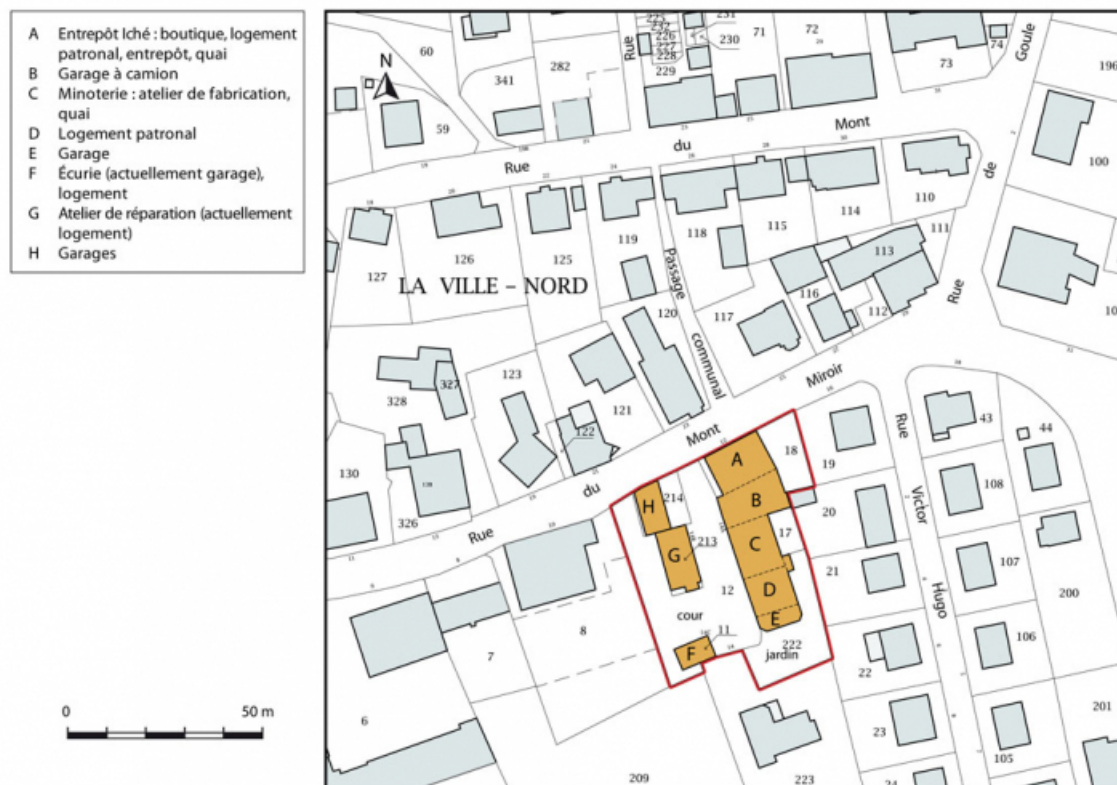 A Entrepôt Iché : boutique, logement
patronal, entrepôt, quai
B Garage à camion
C Minoterie : atelier de fabrication,
quai
D Logement patronal
E Garage
F Écurie (actuellement garage),
logement
G Atelier de réparation (actuellement
logement)
H Garages
0 50 m
N
60
341
282
59
Rue
232
226
227
228
229
230
71
72
73
74
Goule
196
100
Rue du Mont
de
Rue
127
126
125
119
118
115
114
110
111
113
116
112
117
LA VILLE – NORD
Passage
communal
120
121
122
123
327
328
130
326
Rue du Mont Miroir
Rue
Victor
Hugo
43
44
108
107
106
105
200
201
18
19
20
21
22
23
17
A
B
C
D
E
F
G
H
214
213
12
11
cour
222
jardin
8
7
6
209
223